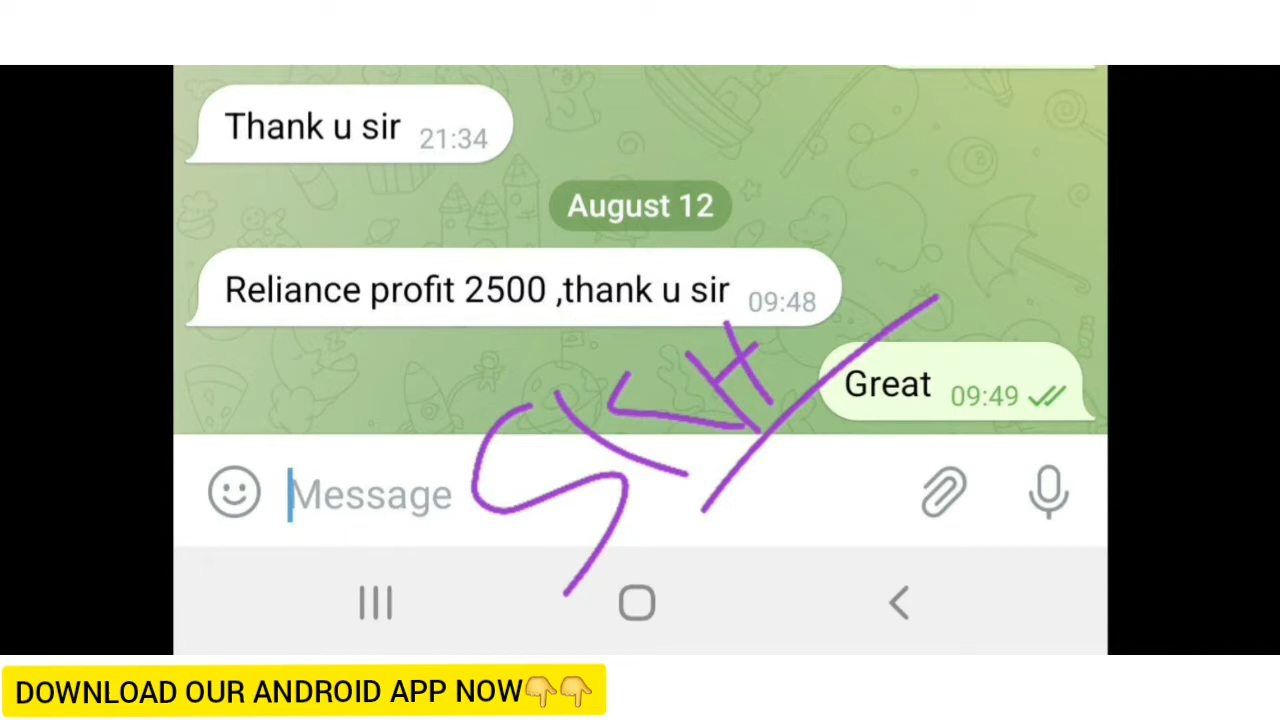 Thank u sir 21:34
August 12
Reliance profit 2500 ,thank u sir 09:48
Great 09:49
SKH
Message
DOWNLOAD OUR ANDROID APP NOW👇👇